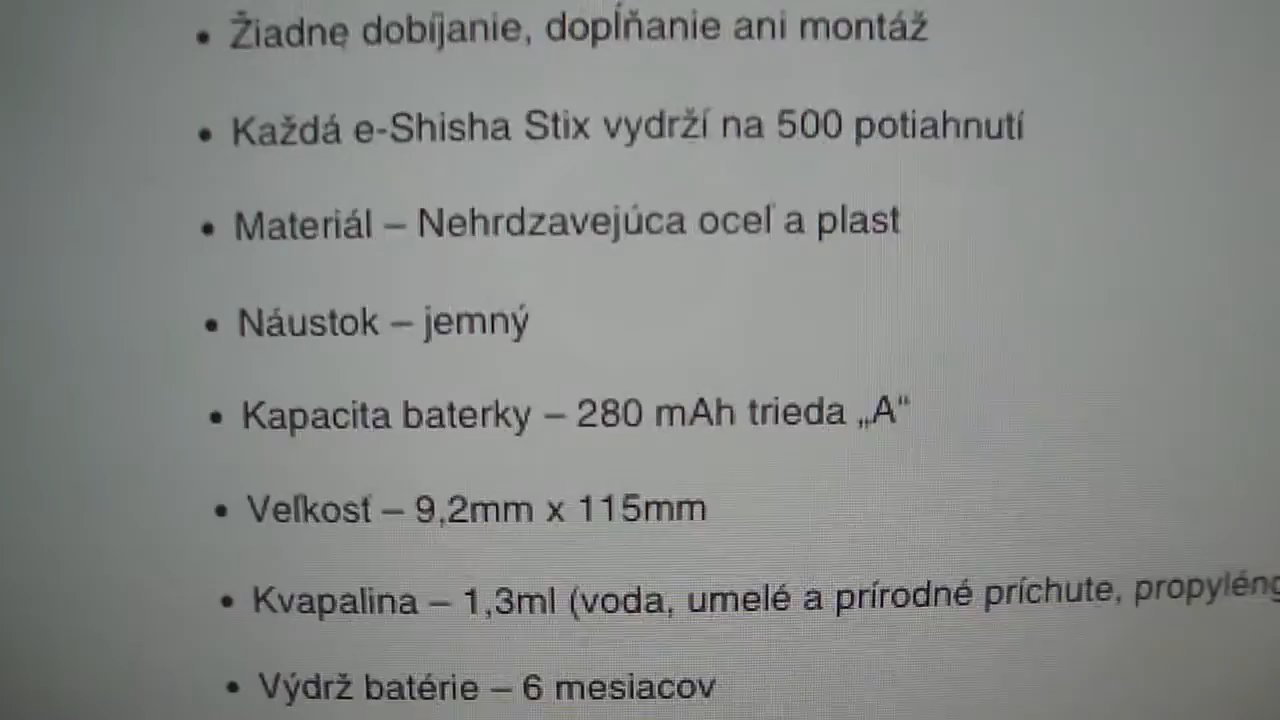 • Žiadne dobíjanie, dopĺňanie ani montáž
• Každá e-Shisha Stix vydrží na 500 potiahnutí
• Materiál – Nehrdzavejúca oceľ a plast
• Náustok – jemný
• Kapacita baterky – 280 mAh trieda „A“
• Veľkosť – 9,2mm x 115mm
• Kvapalina – 1,3ml (voda, umelé a prírodné príchute,
• Výdrž batérie – 6 mesiacov